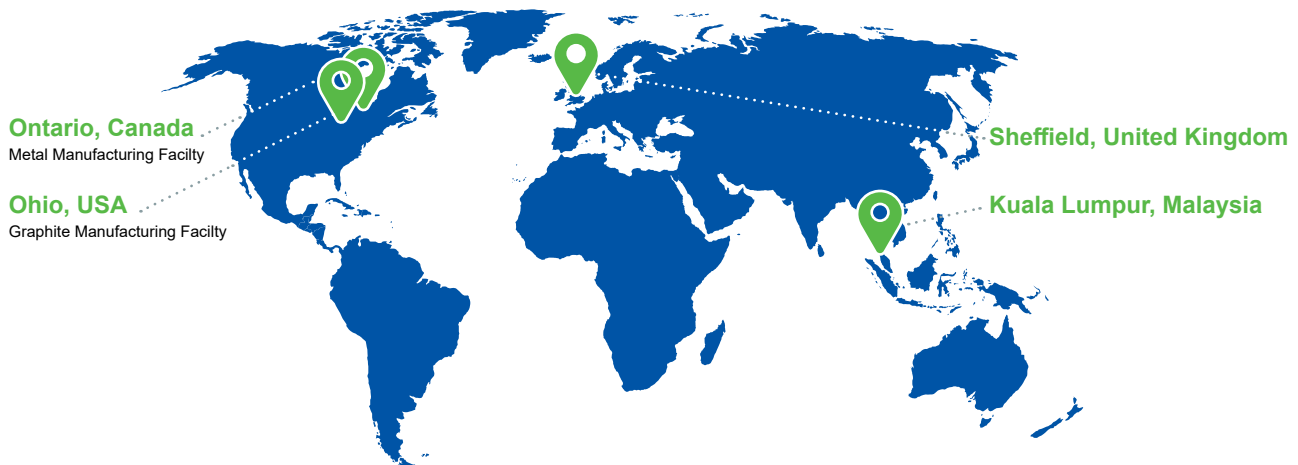 Ontario, Canada
Metal Manufacturing Facilty
Ohio, USA
Graphite Manufacturing Facilty
Sheffield, United Kingdom
Kuala Lumpur, Malaysia